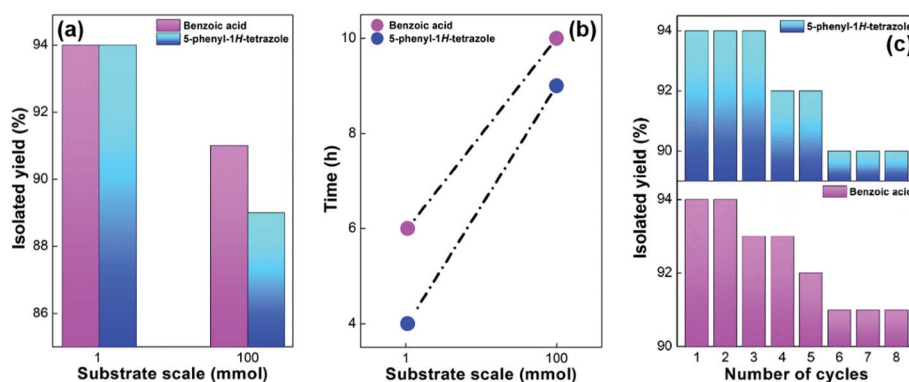 (a)
Benzoic acid
5-phenyl-1H-tetrazole
Isolated yield (%)
94
92
90
88
86
1
100
Substrate scale (mmol)
(b)
Benzoic acid
5-phenyl-1H-tetrazole
Time (h)
10
8
6
4
1
100
Substrate scale (mmol)
(c)
5-phenyl-1H-tetrazole
Isolated yield (%)
94
92
90
Benzoic acid
94
92
90
1 2 3 4 5 6 7 8
Number of cycles